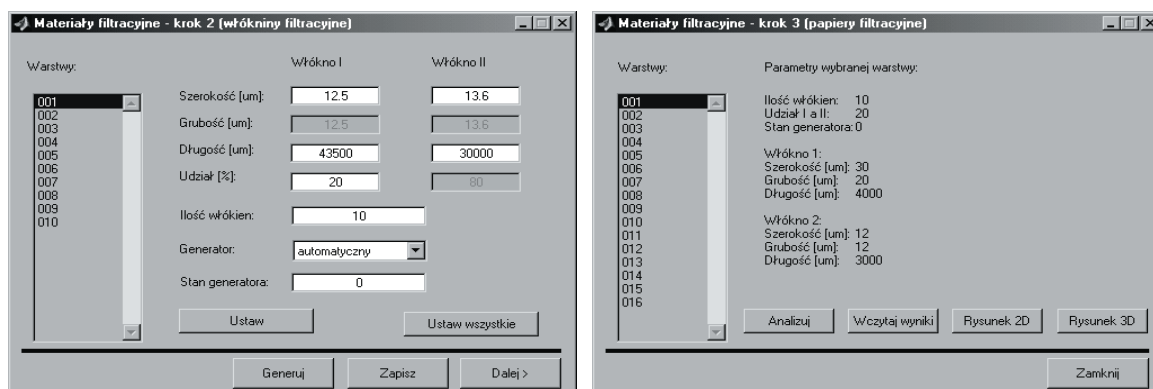 Materiały filtracyjne - krok 2 (włókniny filtracyjne)
Warstwy:
Włókno I
Włókno II
001
002
003
004
005
006
007
008
009
010
Szerokość [um]: 12.5 13.6
Grubość [um]: 12.5 13.6
Długość [um]: 43500 30000
Udział [%]: 20 80
Ilość włókien: 10
Generator: automatyczny
Stan generatora: 0
Ustaw
Ustaw wszystkie
Generuj
Zapisz
Dalej >
Materiały filtracyjne - krok 3 (papiery filtracyjne)
Warstwy:
001
002
003
004
005
006
007
008
009
010
011
012
013
014
015
016
Parametry wybranej warstwy:
Ilość włókien: 10
Udział I a II: 20
Stan generatora: 0
Włókno 1:
Szerokość [um]: 30
Grubość [um]: 20
Długość [um]: 4000
Włókno 2:
Szerokość [um]: 12
Grubość [um]: 12
Długość [um]: 3000
Analizuj
Wczytaj wyniki
Rysunek 2D
Rysunek 3D
Zamknij